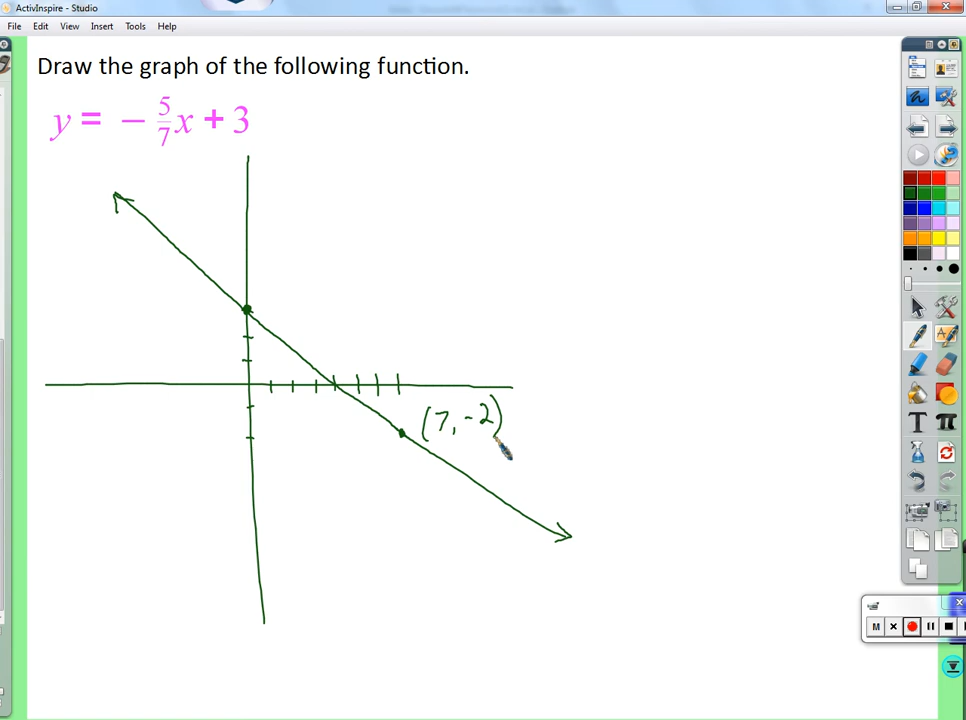 ActivInspire - Studio
File Edit View Insert Tools Help
Draw the graph of the following function.
y = − 5/7 x + 3
(7, -2)
T π
M